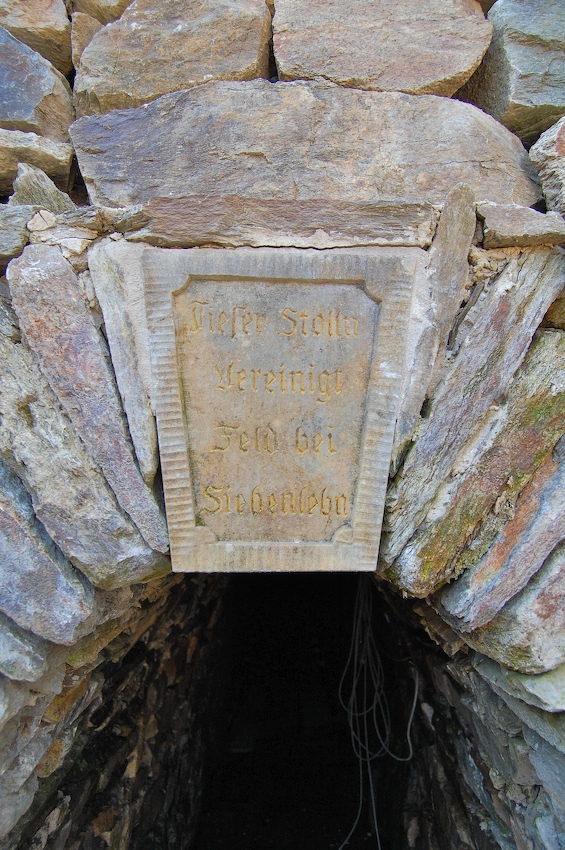 Tiefer Stolln
Vereinigt
Feld bei
Siebenlehn